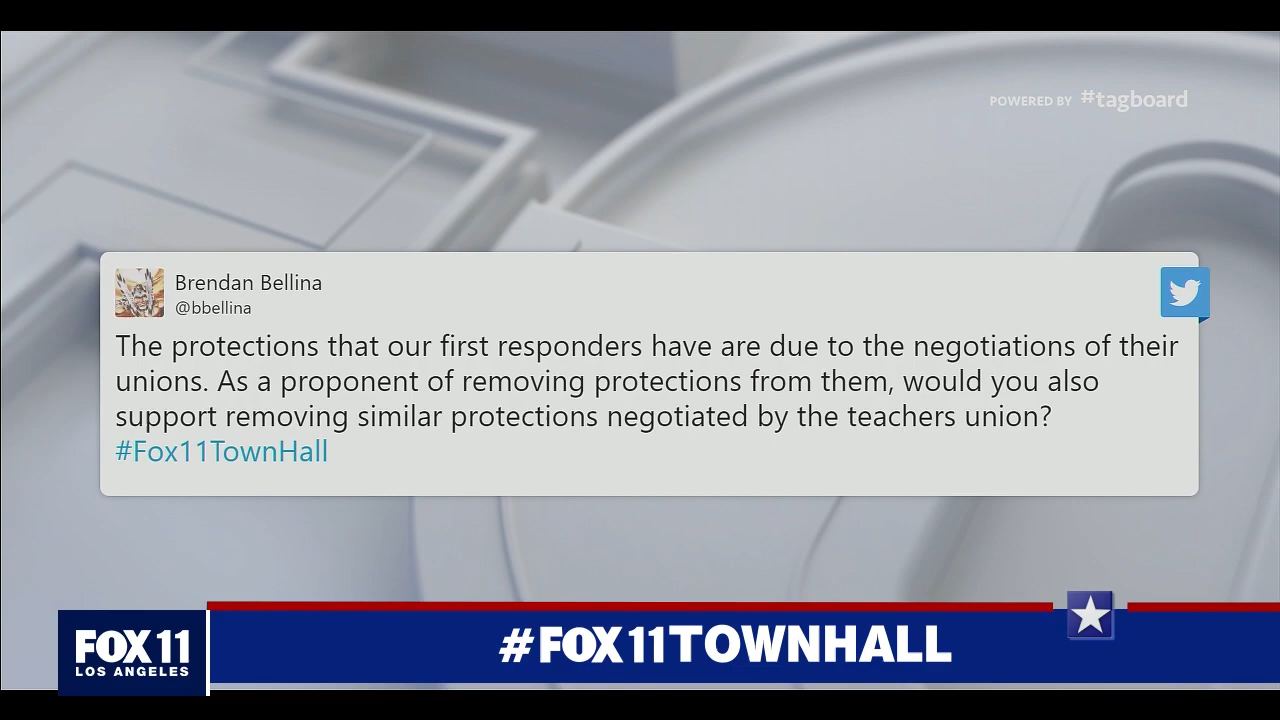 POWERED BY #tagboard
Brendan Bellina
@bbellina
The protections that our first responders have are due to the negotiations of their
unions. As a proponent of removing protections from them, would you also
support removing similar protections negotiated by the teachers union?
#Fox11TownHall
FOX 11
LOS ANGELES
#FOX11TOWNHALL